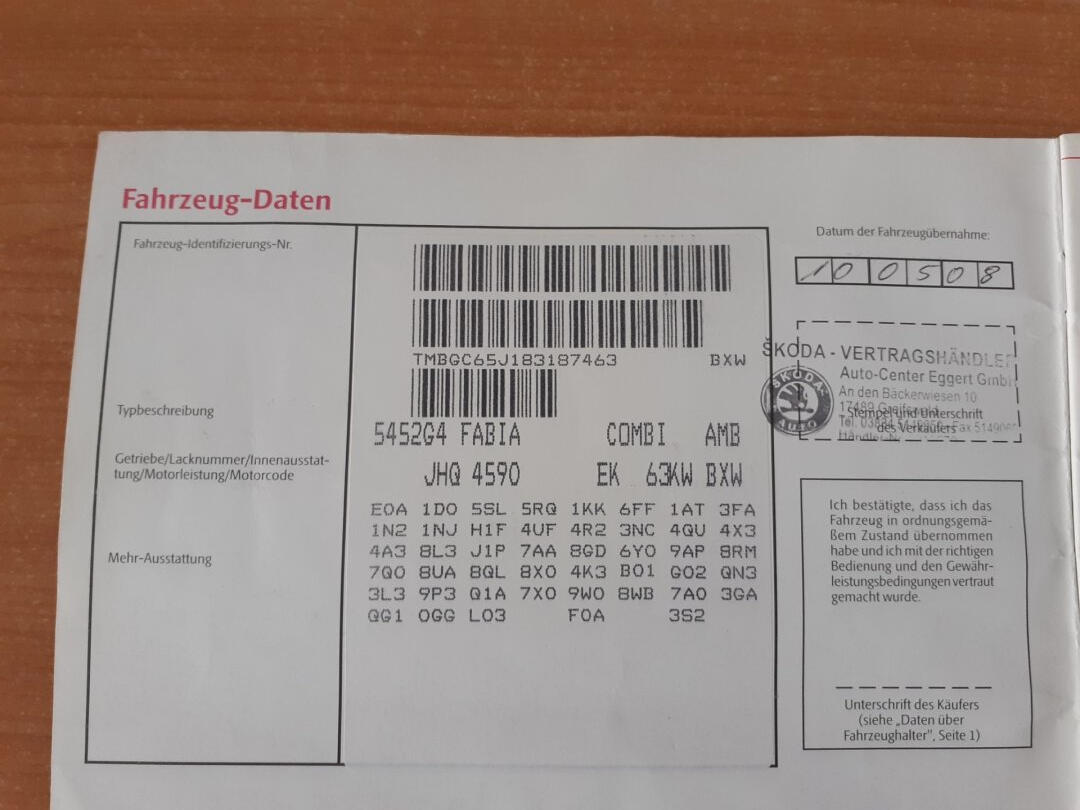 Fahrzeug-Daten
Fahrzeug-Identifizierungs-Nr.
TMBGC65J183187463 BXW
Typbeschreibung
5452G4 FABIA COMBI AMB
Getriebe/Lacknummer/Innenausstat-
tung/Motorleistung/Motorcode
JHQ 4590 EK 63KW BXW
Mehr-Ausstattung
E0A 1D0 5SL 5RQ 1KK 6FF 1AT 3FA
1N2 1NJ H1F 4UF 4R2 3NC 4QU 4X3
4A3 8L3 J1P 7AA 8GD 6Y0 9AP 8RM
7Q0 8UA 8QL 8X0 4K3 B01 G02 QN3
3L3 9P3 Q1A 7X0 9W0 8WB 7A0 3GA
QG1 0GG L03 F0A 3S2
Datum der Fahrzeugübernahme:
100508
ŠKODA - VERTRAGSHÄNDLER
Auto-Center Eggert GmbH
An den Bäckerwiesen 10
17489
Stempel und Unterschrift
des Verkäufers
ŠKODA
AUTO
Ich bestätigte, dass ich das
Fahrzeug in ordnungsgemä-
ßem Zustand übernommen
habe und ich mit der richtigen
Bedienung und den Gewähr-
leistungsbedingungen vertraut
gemacht wurde.
Unterschrift des Käufers
(siehe „Daten über
Fahrzeughalter", Seite 1)